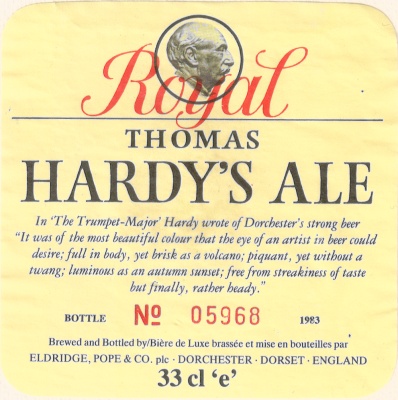 Royal
THOMAS
HARDY'S ALE
In 'The Trumpet-Major' Hardy wrote of Dorchester's strong beer
"It was of the most beautiful colour that the eye of an artist in beer could
desire; full in body, yet brisk as a volcano; piquant, yet without a
twang; luminous as an autumn sunset; free from streakiness of taste
but finally, rather heady."
BOTTLE Nº 05968 1983
Brewed and Bottled by/Bière de Luxe brassée et mise en bouteilles par
ELDRIDGE, POPE & CO. plc · DORCHESTER · DORSET · ENGLAND
33 cl 'e'